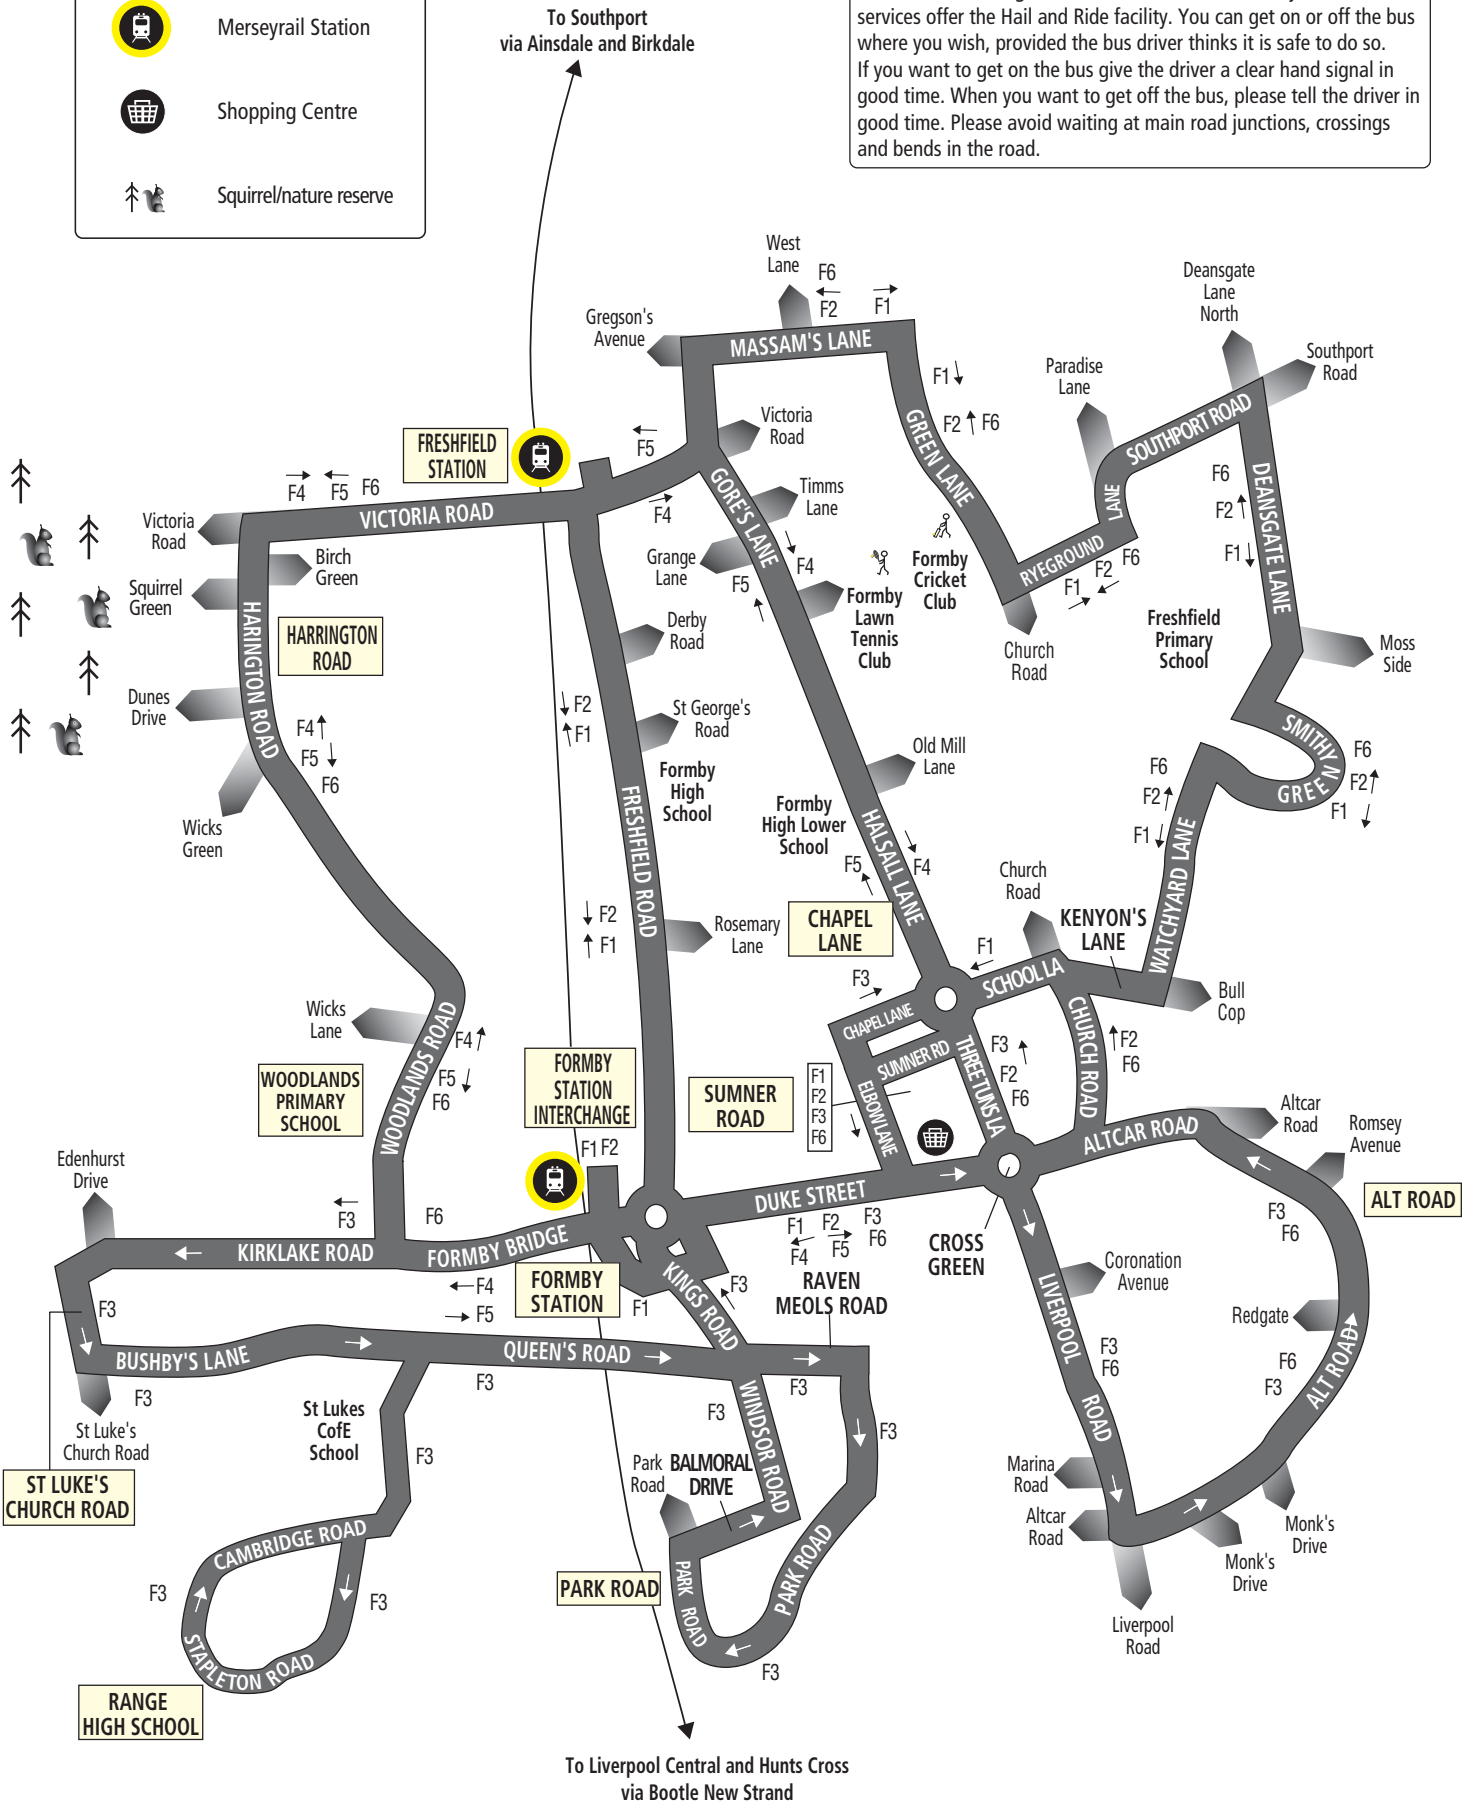 Merseyrail Station
Shopping Centre
Squirrel/nature reserve
To Southport
via Ainsdale and Birkdale
services offer the Hail and Ride facility. You can get on or off the bus
where you wish, provided the bus driver thinks it is safe to do so.
If you want to get on the bus give the driver a clear hand signal in
good time. When you want to get off the bus, please tell the driver in
good time. Please avoid waiting at main road junctions, crossings
and bends in the road.
West
Lane
F6
F2
F1
Gregson's
Avenue
MASSAM'S LANE
Deansgate
Lane
North
Southport
Road
Paradise
Lane
F1
F2
F6
GREEN LANE
SOUTHPORT ROAD
Victoria
Road
F5
FRESHFIELD
STATION
F4
F5
F6
VICTORIA ROAD
F4
GORE'S LANE
Timms
Lane
Grange
Lane
F4
F5
Formby
Cricket
Club
Formby
Lawn
Tennis
Club
RYEGROUND
LANE
F6
F2
F1
Church
Road
F6
F2
F1
DEANSGATE LANE
Freshfield
Primary
School
Moss
Side
Victoria
Road
Birch
Green
Squirrel
Green
HARRINGTON
ROAD
HARINGTON ROAD
Dunes
Drive
F4
F5
F6
Wicks
Green
Derby
Road
F2
F1
St George's
Road
Formby
High
School
FRESHFIELD ROAD
Old Mill
Lane
Formby
High Lower
School
HALSALL LANE
F5
F4
SMITHY
GREEN
F6
F2
F1
F6
F2
F1
WATCHYARD LANE
F2
F1
Rosemary
Lane
CHAPEL
LANE
Church
Road
KENYON'S
LANE
F1
SCHOOL LA
Bull
Cop
F3
CHAPEL LANE
SUMNER RD
THREE TUNS LA
F3
F2
F6
CHURCH ROAD
F2
F6
Wicks
Lane
WOODLANDS ROAD
F4
F5
F6
WOODLANDS
PRIMARY
SCHOOL
FORMBY
STATION
INTERCHANGE
SUMNER
ROAD
F1
F2
F3
F6
ELBOW LANE
F1 F2
ALTCAR ROAD
Altcar
Road
Romsey
Avenue
ALT ROAD
F3
F6
Edenhurst
Drive
F3
F6
KIRKLAKE ROAD
FORMBY BRIDGE
DUKE STREET
F1
F4
F2
F5
F3
F6
CROSS
GREEN
F4
F5
FORMBY
STATION
F1
KINGS ROAD
F3
RAVEN
MEOLS ROAD
Coronation
Avenue
Redgate
LIVERPOOL
ROAD
F3
F6
F6
F3
ALT ROAD
F3
BUSHBY'S LANE
QUEEN'S ROAD
F3
F3
F3
F3
WINDSOR ROAD
F3
St Luke's
Church Road
ST LUKE'S
CHURCH ROAD
St Lukes
CofE
School
F3
Park
Road
BALMORAL
DRIVE
Marina
Road
Altcar
Road
Monk's
Drive
Monk's
Drive
Liverpool
Road
CAMBRIDGE ROAD
F3
F3
STAPLETON ROAD
RANGE
HIGH SCHOOL
PARK ROAD
PARK ROAD
PARK ROAD
F3
To Liverpool Central and Hunts Cross
via Bootle New Strand